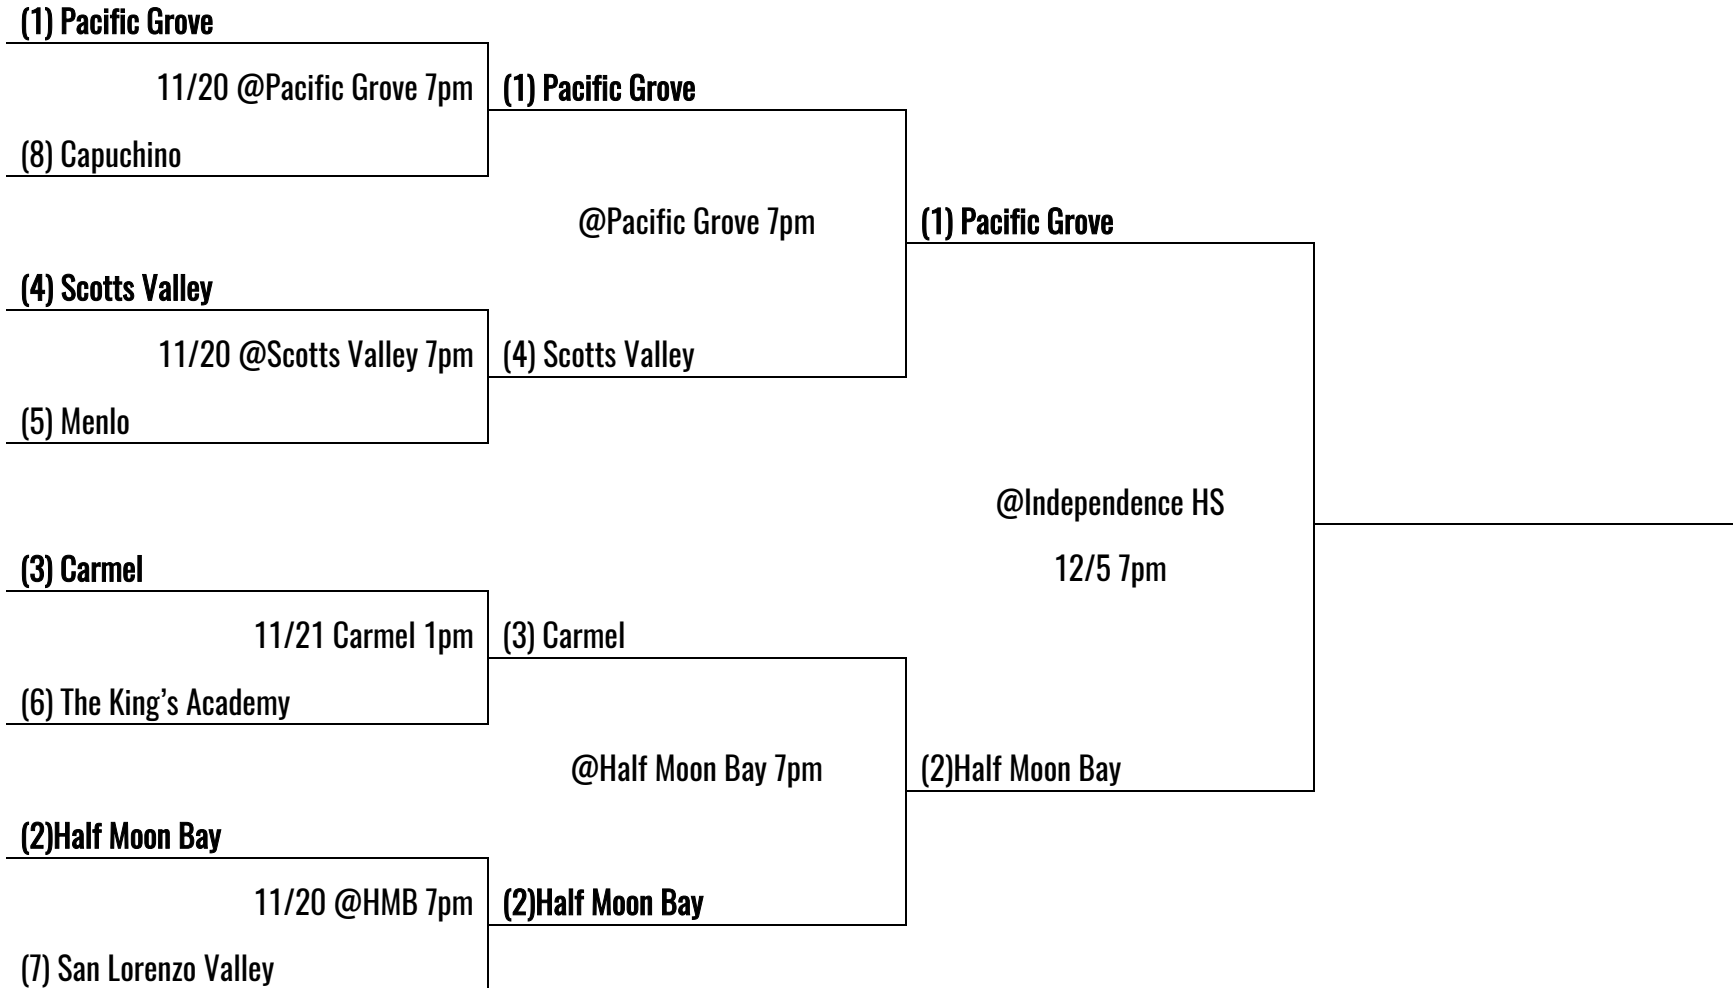 (1) Pacific Grove
11/20 @Pacific Grove 7pm
(1) Pacific Grove
(8) Capuchino
@Pacific Grove 7pm
(1) Pacific Grove
(4) Scotts Valley
11/20 @Scotts Valley 7pm
(4) Scotts Valley
(5) Menlo
@Independence HS
12/5 7pm
(3) Carmel
11/21 Carmel 1pm
(3) Carmel
(6) The King’s Academy
@Half Moon Bay 7pm
(2)Half Moon Bay
(2)Half Moon Bay
11/20 @HMB 7pm
(2)Half Moon Bay
(7) San Lorenzo Valley